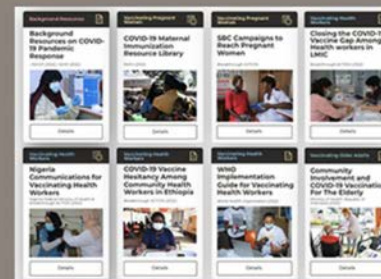 Background Resources
Background
Resources on COVID-
19 Pandemic
Response
Details
Vaccinating Pregnant
Women
COVID-19 Maternal
Immunization
Resource Library
Details
Vaccinating Pregnant
Women
SBC Campaigns to
Reach Pregnant
Women
Details
Vaccinating Health
Workers
Closing the COVID-19
Vaccine Gap Among
Health workers in
LMIC
Details
Vaccinating Health
Workers
Nigeria
Communications for
Vaccinating Health
Workers
Details
Vaccinating Health
Workers
COVID-19 Vaccine
Hesitancy Among
Community Health
Workers in Ethiopia
Details
Vaccinating Health
Workers
WHO
Implementation
Guide for Vaccinating
Health Workers
Details
Vaccinating Older Adults
Community
Involvement and
COVID-19 Vaccination
For The Elderly
Details